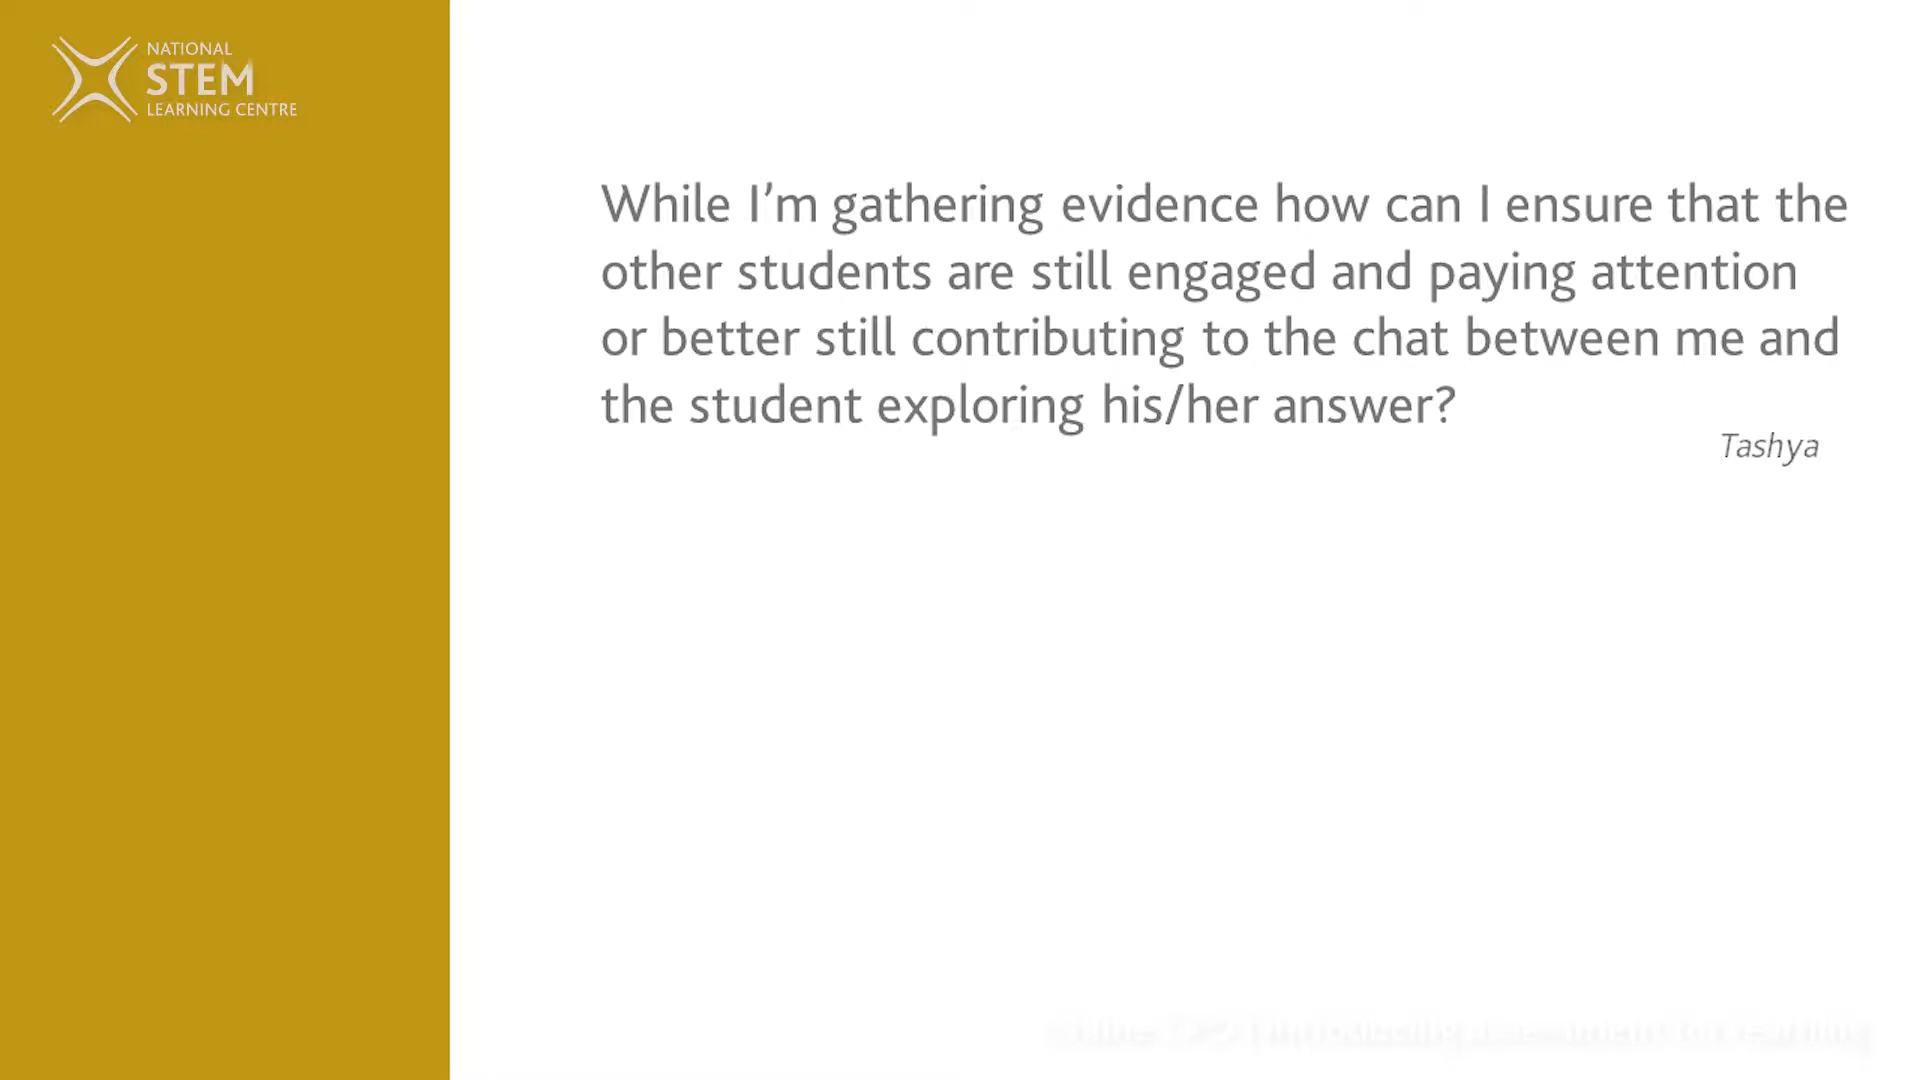 NATIONAL
STEM
LEARNING CENTRE
While I’m gathering evidence how can I ensure that the
other students are still engaged and paying attention
or better still contributing to the chat between me and
the student exploring his/her answer?
Tashya